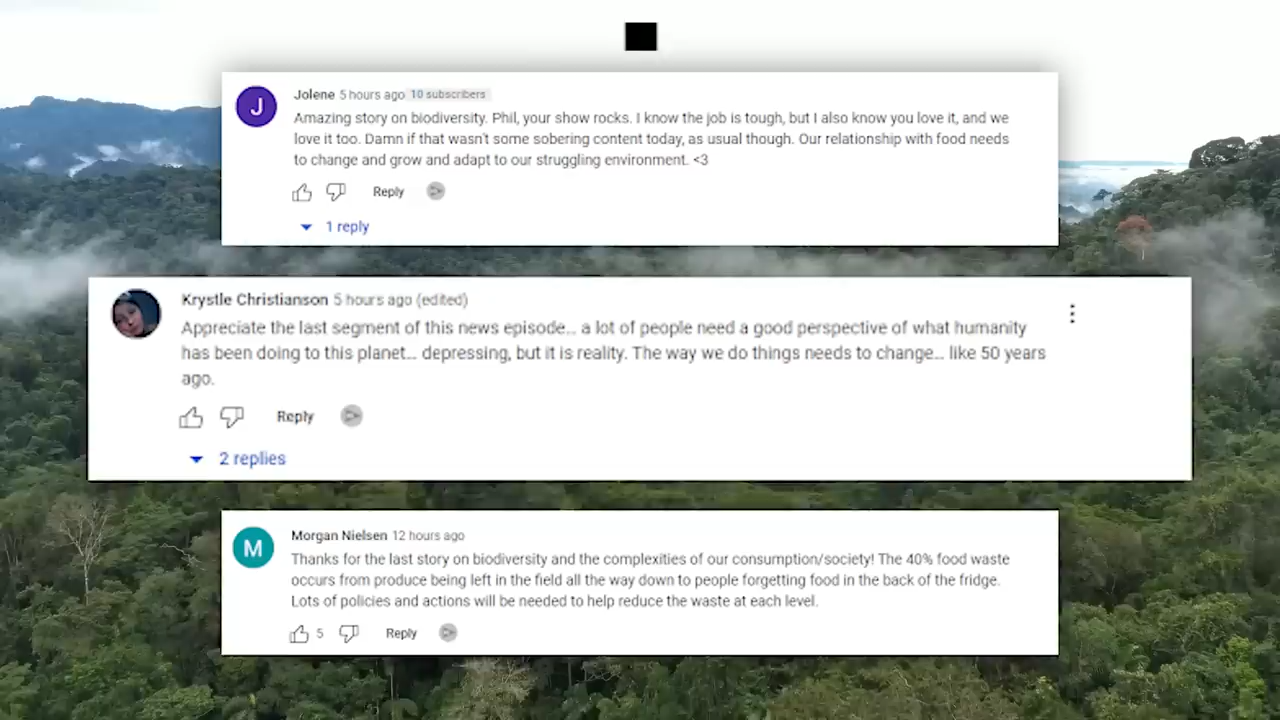 J
Jolene 5 hours ago 10 subscribers
Amazing story on biodiversity. Phil, your show rocks. I know the job is tough, but I also know you love it, and we
love it too. Damn if that wasn't some sobering content today, as usual though. Our relationship with food needs
to change and grow and adapt to our struggling environment. <3
Reply
1 reply
Krystle Christianson 5 hours ago (edited)
Appreciate the last segment of this news episode... a lot of people need a good perspective of what humanity
has been doing to this planet... depressing, but it is reality. The way we do things needs to change... like 50 years
ago.
Reply
2 replies
M
Morgan Nielsen 12 hours ago
Thanks for the last story on biodiversity and the complexities of our consumption/society! The 40% food waste
occurs from produce being left in the field all the way down to people forgetting food in the back of the fridge.
Lots of policies and actions will be needed to help reduce the waste at each level.
5 Reply